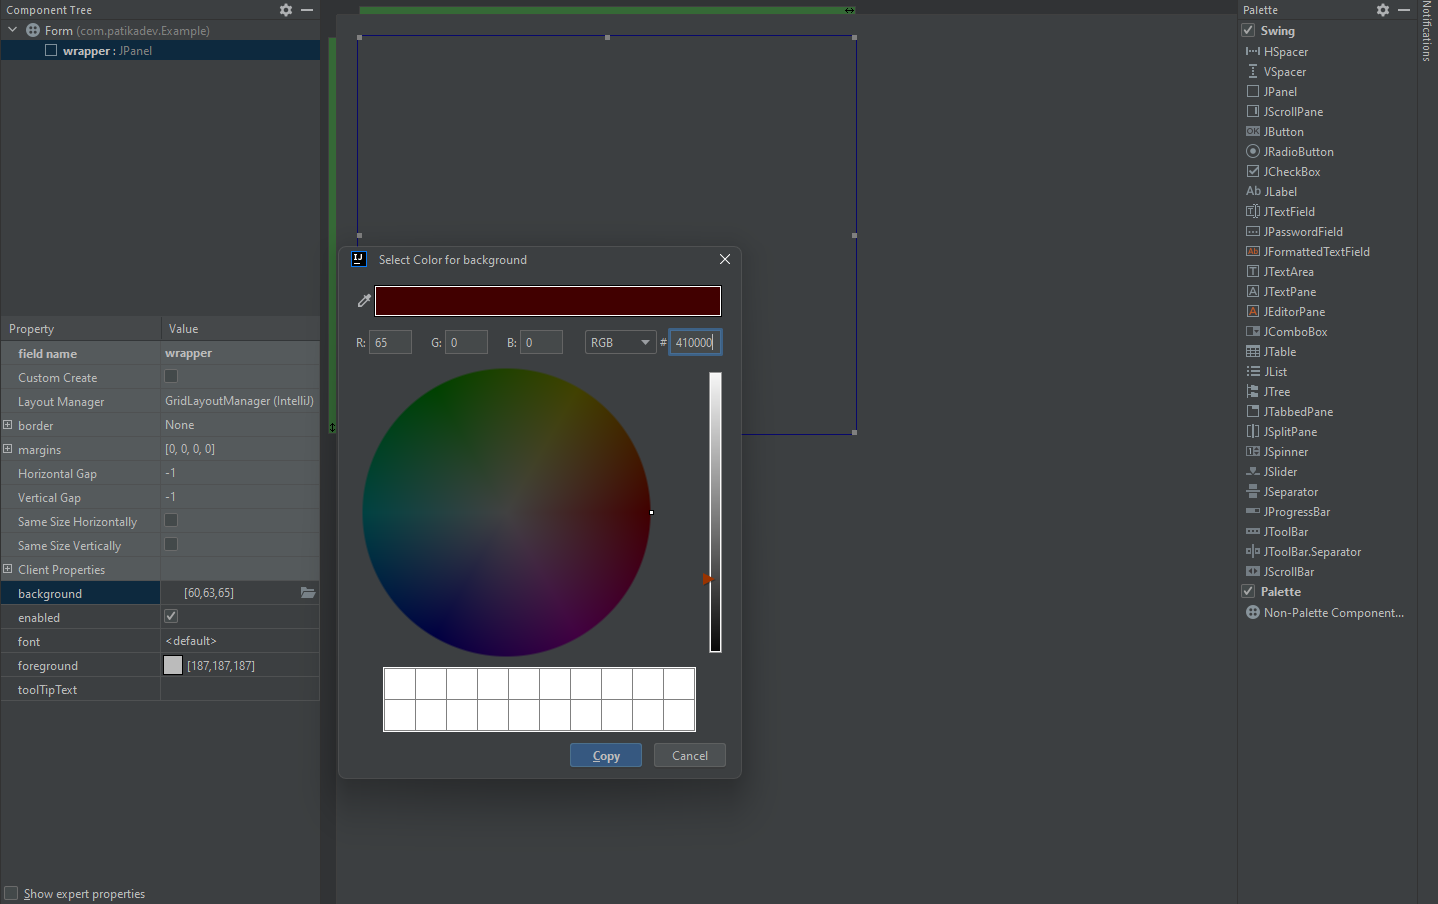 Component Tree
Form (com.patikadev.Example)
wrapper : JPanel
Property Value
field name wrapper
Custom Create
Layout Manager GridLayoutManager (IntelliJ)
border None
margins [0, 0, 0, 0]
Horizontal Gap -1
Vertical Gap -1
Same Size Horizontally
Same Size Vertically
Client Properties
background [60,63,65]
enabled
font <default>
foreground [187,187,187]
toolTipText
Show expert properties
IJ
Select Color for background
R: 65 G: 0 B: 0 RGB # 410000
Copy Cancel
Palette
Swing
HSpacer
VSpacer
JPanel
JScrollPane
OK JButton
JRadioButton
JCheckBox
Ab JLabel
JTextField
JPasswordField
Ab JFormattedTextField
JTextArea
JTextPane
JEditorPane
JComboBox
JTable
JList
JTree
JTabbedPane
JSplitPane
JSpinner
JSlider
JSeparator
JProgressBar
JToolBar
JToolBar.Separator
JScrollBar
Palette
Non-Palette Component...
Notifications